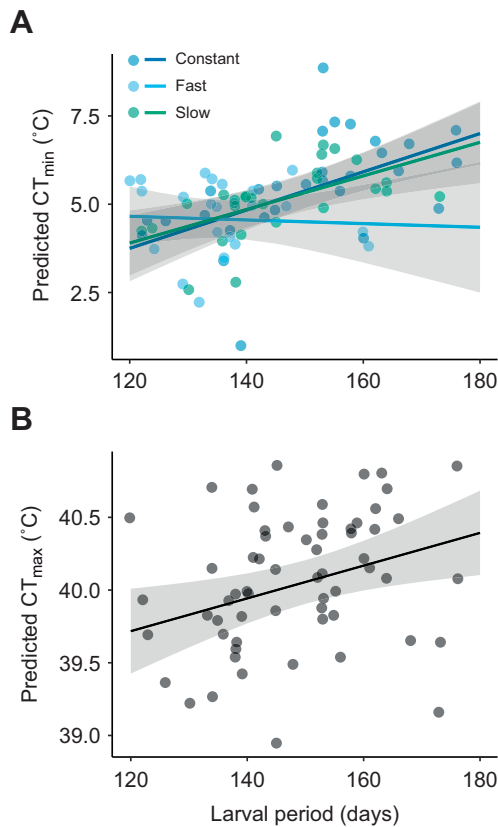 A
Constant
Fast
Slow
Predicted CTmin (˚C)
7.5
5.0
2.5
120
140
160
180
B
Predicted CTmax (˚C)
40.5
40.0
39.5
39.0
120
140
160
180
Larval period (days)